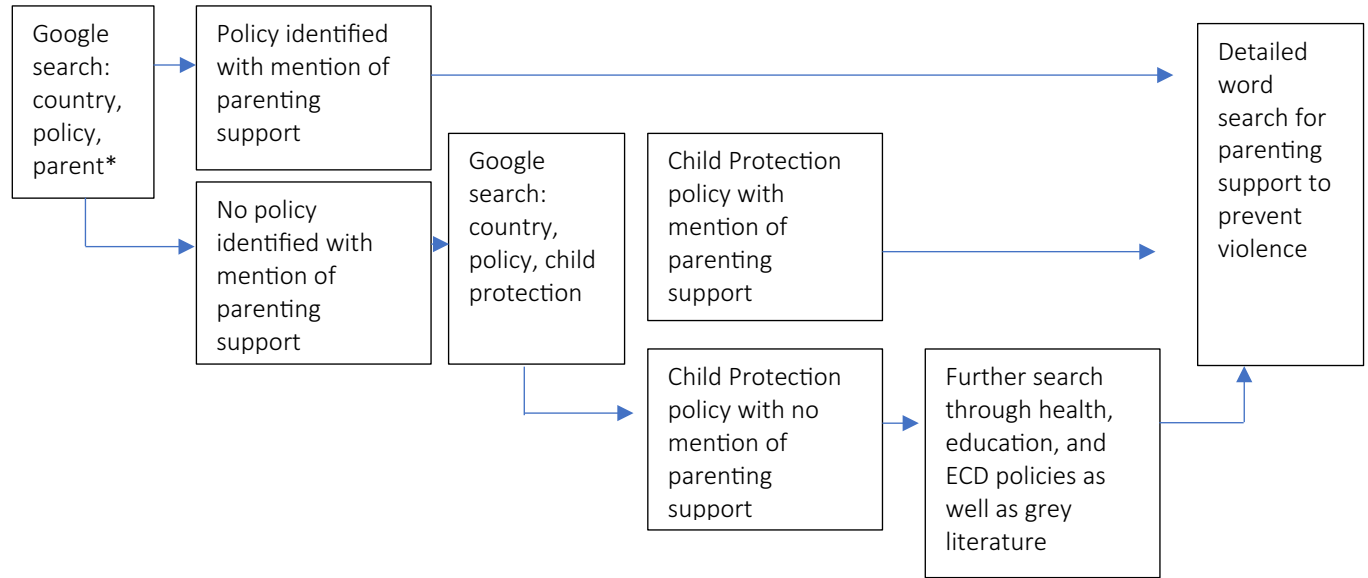 Google
search:
country,
policy,
parent*
Policy identified
with mention of
parenting
support
No policy
identified with
mention of
parenting
support
Google
search:
country,
policy, child
protection
Child Protection
policy with
mention of
parenting
support
Child Protection
policy with no
mention of
parenting
support
Further search
through health,
education, and
ECD policies as
well as grey
literature
Detailed
word
search for
parenting
support to
prevent
violence